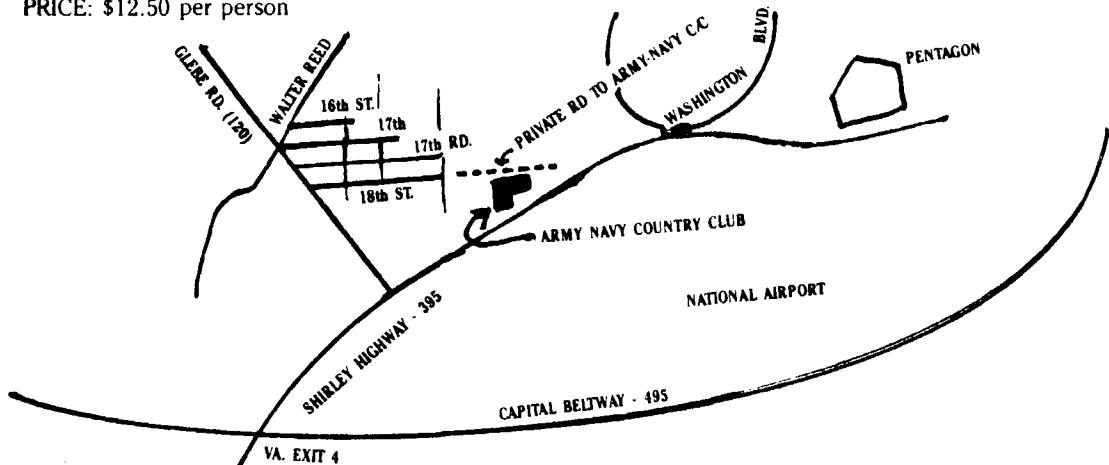 PRICE: $12.50 per person
GLEBE RD. (120)
WALTER REED
16th ST.
17th
17th RD.
18th ST.
PRIVATE RD TO ARMY-NAVY C/C
WASHINGTON
BLVD.
PENTAGON
ARMY NAVY COUNTRY CLUB
NATIONAL AIRPORT
SHIRLEY HIGHWAY - 395
CAPITAL BELTWAY - 495
VA. EXIT 4